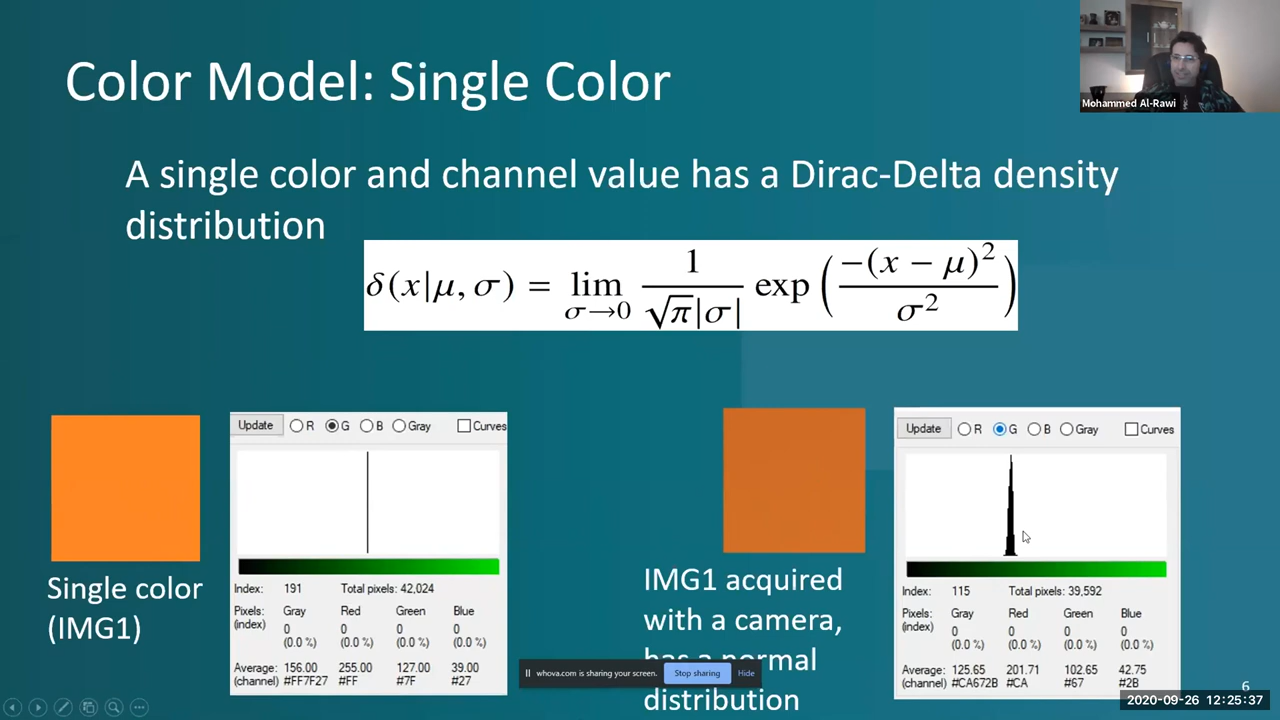 Color Model: Single Color
Mohammed Al-Rawi
A single color and channel value has a Dirac-Delta density
distribution
δ(x|μ, σ) = lim σ→0 1/(√π|σ|) exp(−(x − μ)²/σ²)
Update R G B Gray Curves
Index: 191 Total pixels: 42,024
Pixels: (index) Gray Red Green Blue
0 0 0 0
(0.0 %) (0.0 %) (0.0 %) (0.0 %)
Average: 156.00 255.00 127.00 39.00
(channel) #FF7F27 #FF #7F #27
Single color
(IMG1)
Update R G B Gray Curves
Index: 115 Total pixels: 39,592
Pixels: (index) Gray Red Green Blue
0 0 0 0
(0.0 %) (0.0 %) (0.0 %) (0.0 %)
Average: 125.65 201.71 102.65 42.75
(channel) #CA672B #CA #67 #2B
IMG1 acquired
with a camera,
has a normal
distribution
whova.com is sharing your screen. Stop sharing Hide
6
2020-09-26 12:25:37